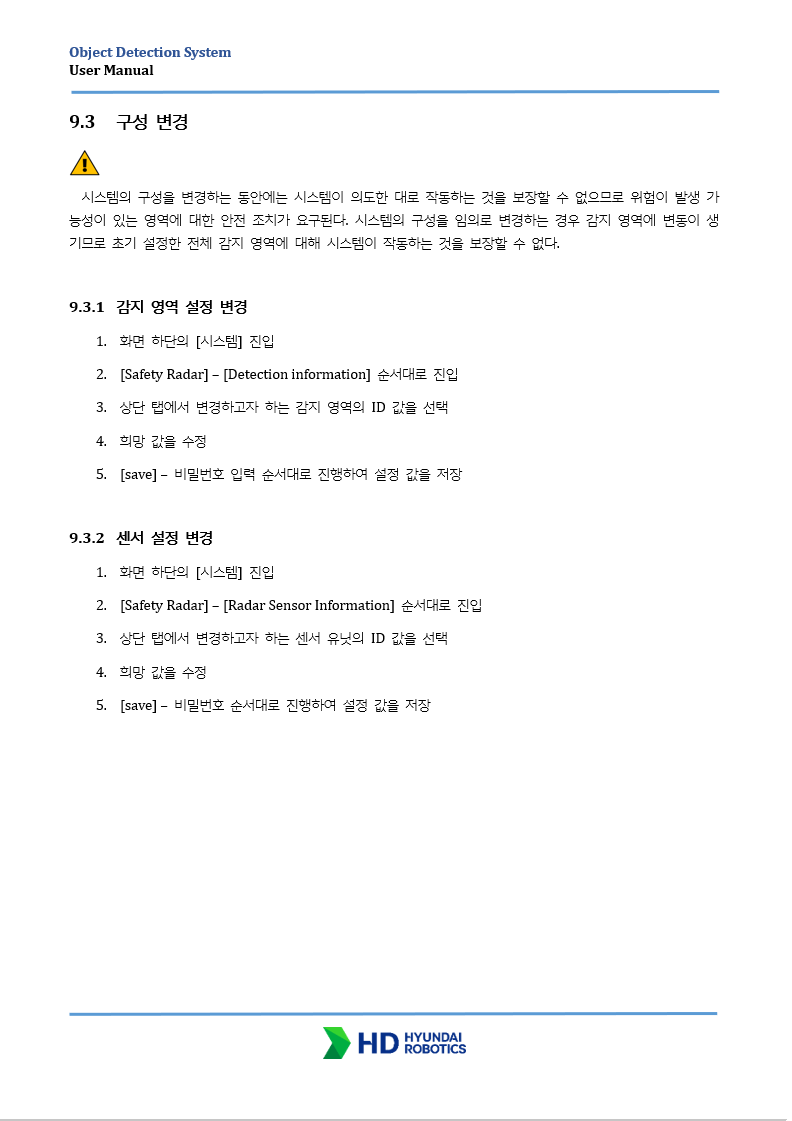 Object Detection System
User Manual
9.3 구성 변경
시스템의 구성을 변경하는 동안에는 시스템이 의도한 대로 작동하는 것을 보장할 수 없으므로 위험이 발생 가
능성이 있는 영역에 대한 안전 조치가 요구된다. 시스템의 구성을 임의로 변경하는 경우 감지 영역에 변동이 생
기므로 초기 설정한 전체 감지 영역에 대해 시스템이 작동하는 것을 보장할 수 없다.
9.3.1 감지 영역 설정 변경
1. 화면 하단의 [시스템] 진입
2. [Safety Radar] – [Detection information] 순서대로 진입
3. 상단 탭에서 변경하고자 하는 감지 영역의 ID 값을 선택
4. 희망 값을 수정
5. [save] – 비밀번호 입력 순서대로 진행하여 설정 값을 저장
9.3.2 센서 설정 변경
1. 화면 하단의 [시스템] 진입
2. [Safety Radar] – [Radar Sensor Information] 순서대로 진입
3. 상단 탭에서 변경하고자 하는 센서 유닛의 ID 값을 선택
4. 희망 값을 수정
5. [save] – 비밀번호 순서대로 진행하여 설정 값을 저장
HD HYUNDAI
ROBOTICS